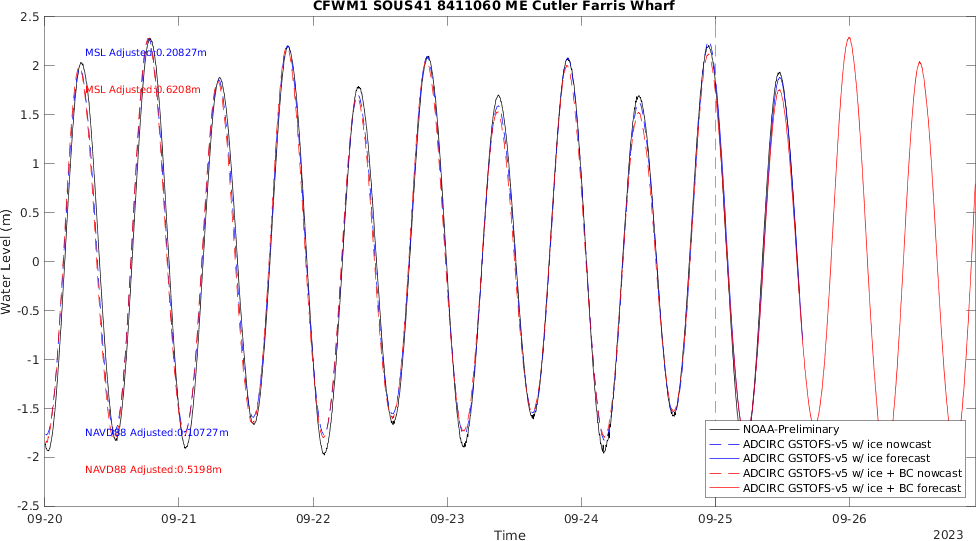 CFWM1 SOUS41 8411060 ME Cutler Farris Wharf
2.5
2
1.5
1
0.5
0
-0.5
-1
-1.5
-2
-2.5
Water Level (m)
MSL Adjusted:0.20827m
MSL Adjusted:0.6208m
NAVD88 Adjusted:0.10727m
NAVD88 Adjusted:0.5198m
NOAA-Preliminary
ADCIRC GSTOFS-v5 w/ ice nowcast
ADCIRC GSTOFS-v5 w/ ice forecast
ADCIRC GSTOFS-v5 w/ ice + BC nowcast
ADCIRC GSTOFS-v5 w/ ice + BC forecast
09-20 09-21 09-22 09-23 09-24 09-25 09-26
Time
2023